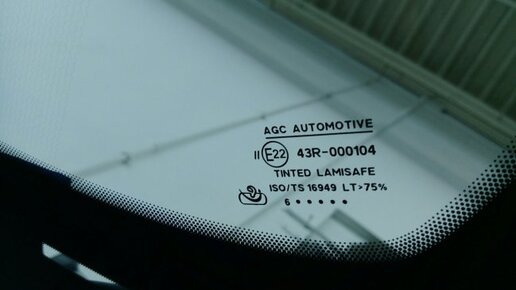 AGC AUTOMOTIVE
II E22 43R-000104
TINTED LAMISAFE
ISO/TS 16949 LT>75%
6 • • • • • •